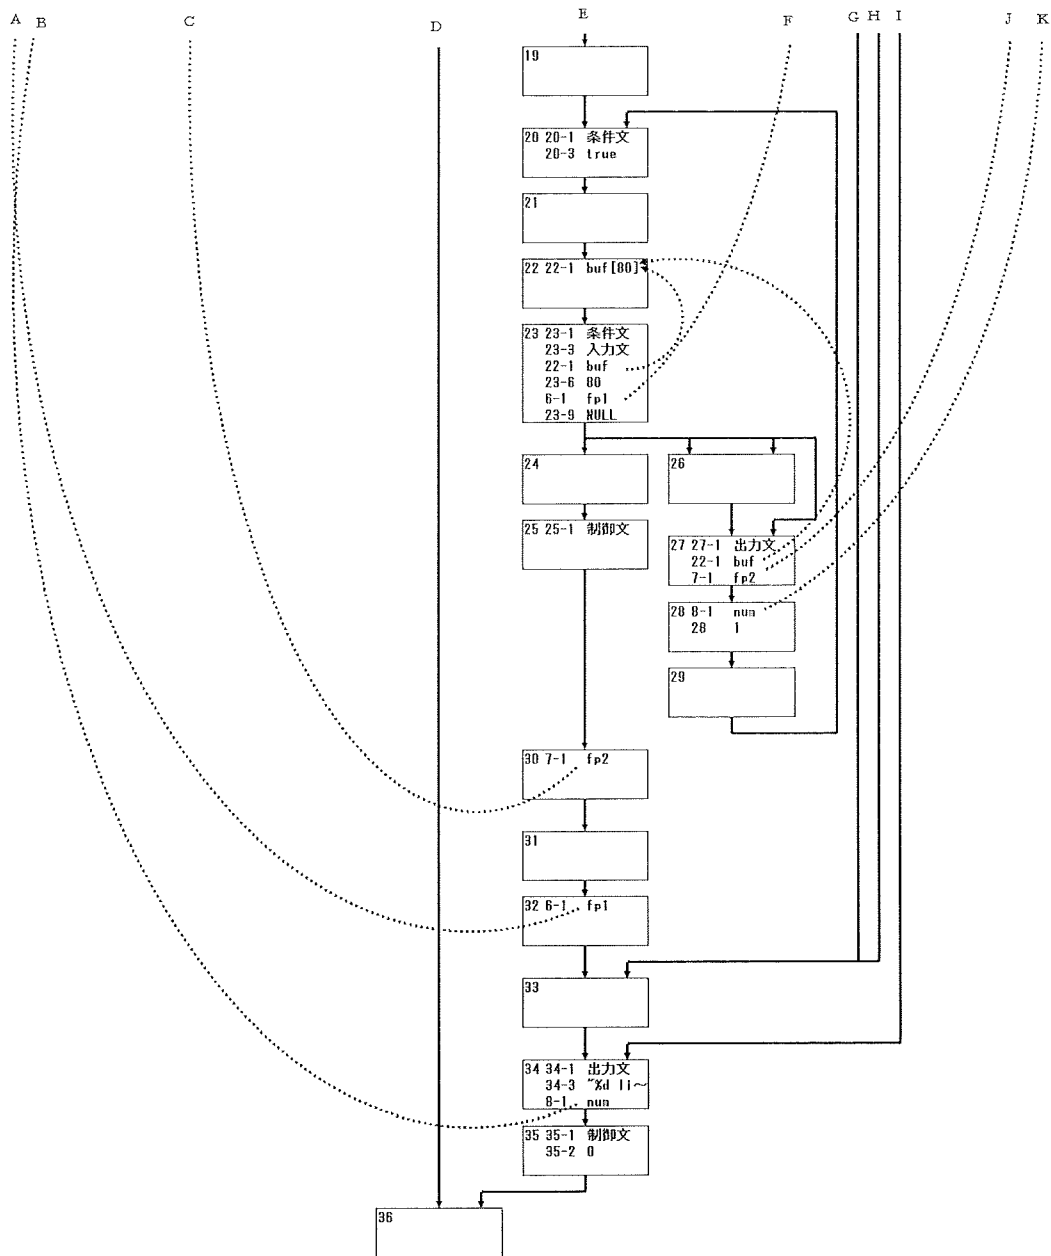 A B C D E F G H I J K
19
20 20-1 条件文
20-3 true
21
22 22-1 buf[80]
23 23-1 条件文
23-3 入力文
22-1 buf
23-6 80
6-1 fp1
23-9 NULL
24
26
25 25-1 制御文
27 27-1 出力文
22-1 buf
7-1 fp2
28 8-1 num
28 1
29
30 7-1 fp2
31
32 6-1 fp1
33
34 34-1 出力文
34-3 "%d li～
8-1 num
35 35-1 制御文
35-2 0
36